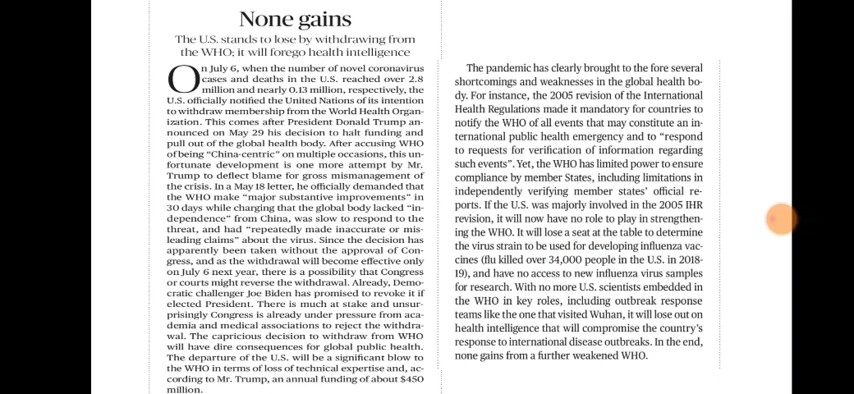 None gains
The U.S. stands to lose by withdrawing from
the WHO; it will forego health intelligence
On July 6, when the number of novel coronavirus
cases and deaths in the U.S. reached over 2.8
million and nearly 0.13 million, respectively, the
U.S. officially notified the United Nations of its intention
to withdraw membership from the World Health Organ-
ization. This comes after President Donald Trump an-
nounced on May 29 his decision to halt funding and
pull out of the global health body. After accusing WHO
of being "China-centric" on multiple occasions, this un-
fortunate development is one more attempt by Mr.
Trump to deflect blame for gross mismanagement of
the crisis. In a May 18 letter, he officially demanded that
the WHO make "major substantive improvements" in
30 days while charging that the global body lacked "in-
dependence" from China, was slow to respond to the
threat, and had "repeatedly made inaccurate or mis-
leading claims" about the virus. Since the decision has
apparently been taken without the approval of Con-
gress, and as the withdrawal will become effective only
on July 6 next year, there is a possibility that Congress
or courts might reverse the withdrawal. Already, Demo-
cratic challenger Joe Biden has promised to revoke it if
elected President. There is much at stake and unsur-
prisingly Congress is already under pressure from aca-
demia and medical associations to reject the withdra-
wal. The capricious decision to withdraw from WHO
will have dire consequences for global public health.
The departure of the U.S. will be a significant blow to
the WHO in terms of loss of technical expertise and, ac-
cording to Mr. Trump, an annual funding of about $450
million.
The pandemic has clearly brought to the fore several
shortcomings and weaknesses in the global health bo-
dy. For instance, the 2005 revision of the International
Health Regulations made it mandatory for countries to
notify the WHO of all events that may constitute an in-
ternational public health emergency and to "respond
to requests for verification of information regarding
such events". Yet, the WHO has limited power to ensure
compliance by member States, including limitations in
independently verifying member states' official re-
ports. If the U.S. was majorly involved in the 2005 IHR
revision, it will now have no role to play in strengthen-
ing the WHO. It will lose a seat at the table to determine
the virus strain to be used for developing influenza vac-
cines (flu killed over 34,000 people in the U.S. in 2018-
19), and have no access to new influenza virus samples
for research. With no more U.S. scientists embedded in
the WHO in key roles, including outbreak response
teams like the one that visited Wuhan, it will lose out on
health intelligence that will compromise the country's
response to international disease outbreaks. In the end,
none gains from a further weakened WHO.